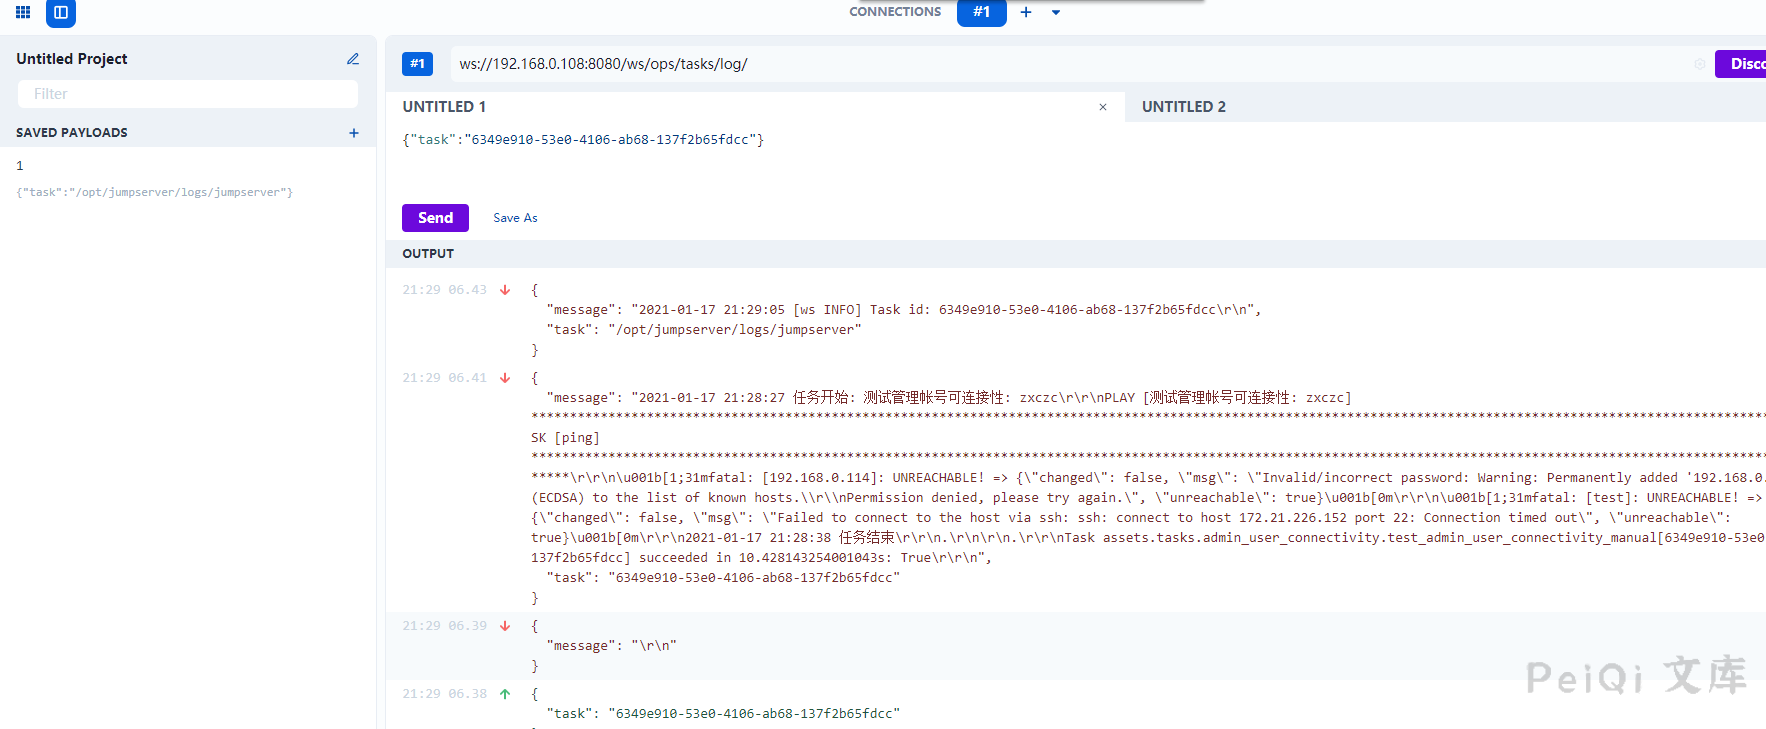 CONNECTIONS
#1
Untitled Project
Filter
SAVED PAYLOADS
1
{"task":"/opt/jumpserver/logs/jumpserver"}
#1
ws://192.168.0.108:8080/ws/ops/tasks/log/
Disco
UNTITLED 1
UNTITLED 2
{"task":"6349e910-53e0-4106-ab68-137f2b65fdcc"}
Send
Save As
OUTPUT
21:29 06.43
{
"message": "2021-01-17 21:29:05 [ws INFO] Task id: 6349e910-53e0-4106-ab68-137f2b65fdcc\r\n",
"task": "/opt/jumpserver/logs/jumpserver"
}
21:29 06.41
{
"message": "2021-01-17 21:28:27 任务开始: 测试管理帐号可连接性: zxczc\r\r\nPLAY [测试管理帐号可连接性: zxczc]
SK [ping]
*****\r\r\n\u001b[1;31mfatal: [192.168.0.114]: UNREACHABLE! => {\"changed\": false, \"msg\": \"Invalid/incorrect password: Warning: Permanently added '192.168.0.
(ECDSA) to the list of known hosts.\\r\\nPermission denied, please try again.\", \"unreachable\": true}\u001b[0m\r\r\n\u001b[1;31mfatal: [test]: UNREACHABLE! =>
{\"changed\": false, \"msg\": \"Failed to connect to the host via ssh: ssh: connect to host 172.21.226.152 port 22: Connection timed out\", \"unreachable\":
true}\u001b[0m\r\r\n2021-01-17 21:28:38 任务结束\r\r\n.\r\n\r\n.\r\r\nTask assets.tasks.admin_user_connectivity.test_admin_user_connectivity_manual[6349e910-53e0
137f2b65fdcc] succeeded in 10.428143254001043s: True\r\r\n",
"task": "6349e910-53e0-4106-ab68-137f2b65fdcc"
}
21:29 06.39
{
"message": "\r\n"
}
21:29 06.38
{
"task": "6349e910-53e0-4106-ab68-137f2b65fdcc"
PeiQi 文库